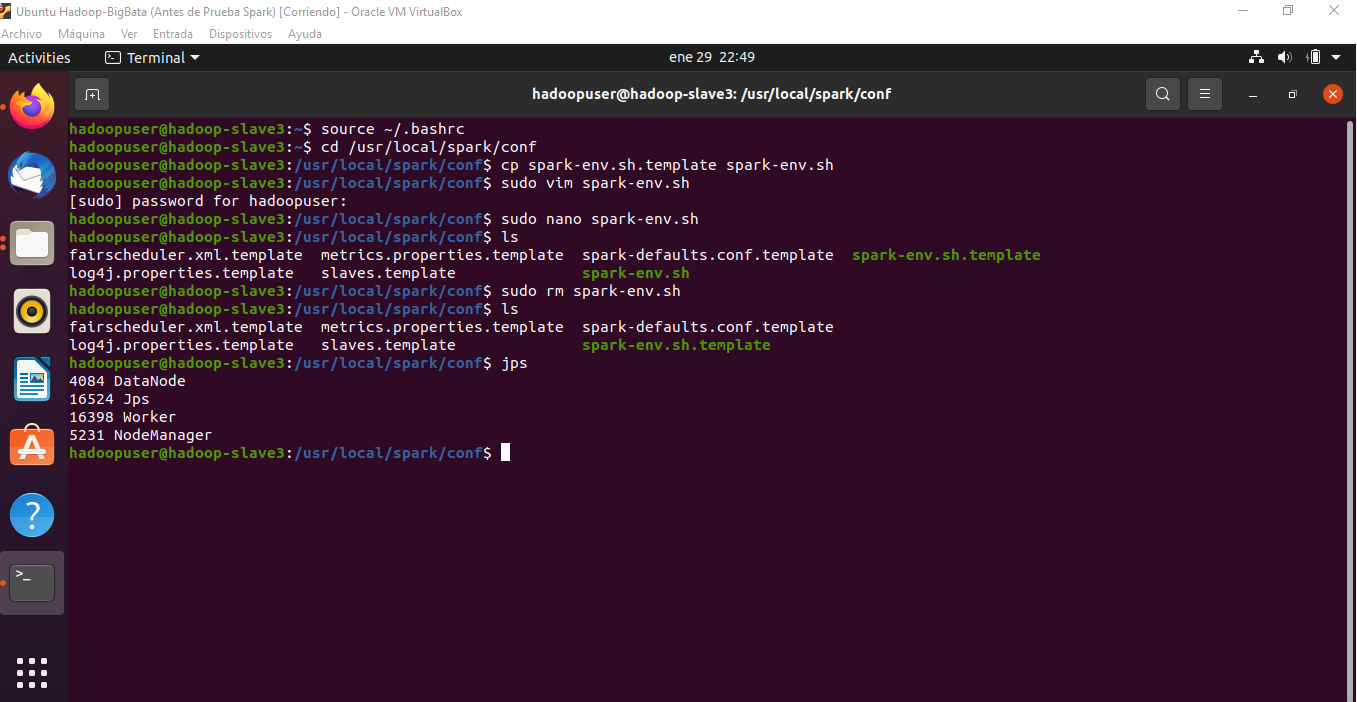 Ubuntu Hadoop-BigBata (Antes de Prueba Spark) [Corriendo] - Oracle VM VirtualBox
Archivo Máquina Ver Entrada Dispositivos Ayuda
Activities Terminal ene 29 22:49
hadoopuser@hadoop-slave3: /usr/local/spark/conf
hadoopuser@hadoop-slave3:~$ source ~/.bashrc
hadoopuser@hadoop-slave3:~$ cd /usr/local/spark/conf
hadoopuser@hadoop-slave3:/usr/local/spark/conf$ cp spark-env.sh.template spark-env.sh
hadoopuser@hadoop-slave3:/usr/local/spark/conf$ sudo vim spark-env.sh
[sudo] password for hadoopuser:
hadoopuser@hadoop-slave3:/usr/local/spark/conf$ sudo nano spark-env.sh
hadoopuser@hadoop-slave3:/usr/local/spark/conf$ ls
fairscheduler.xml.template metrics.properties.template spark-defaults.conf.template spark-env.sh.template
log4j.properties.template slaves.template spark-env.sh
hadoopuser@hadoop-slave3:/usr/local/spark/conf$ sudo rm spark-env.sh
hadoopuser@hadoop-slave3:/usr/local/spark/conf$ ls
fairscheduler.xml.template metrics.properties.template spark-defaults.conf.template
log4j.properties.template slaves.template spark-env.sh.template
hadoopuser@hadoop-slave3:/usr/local/spark/conf$ jps
4084 DataNode
16524 Jps
16398 Worker
5231 NodeManager
hadoopuser@hadoop-slave3:/usr/local/spark/conf$